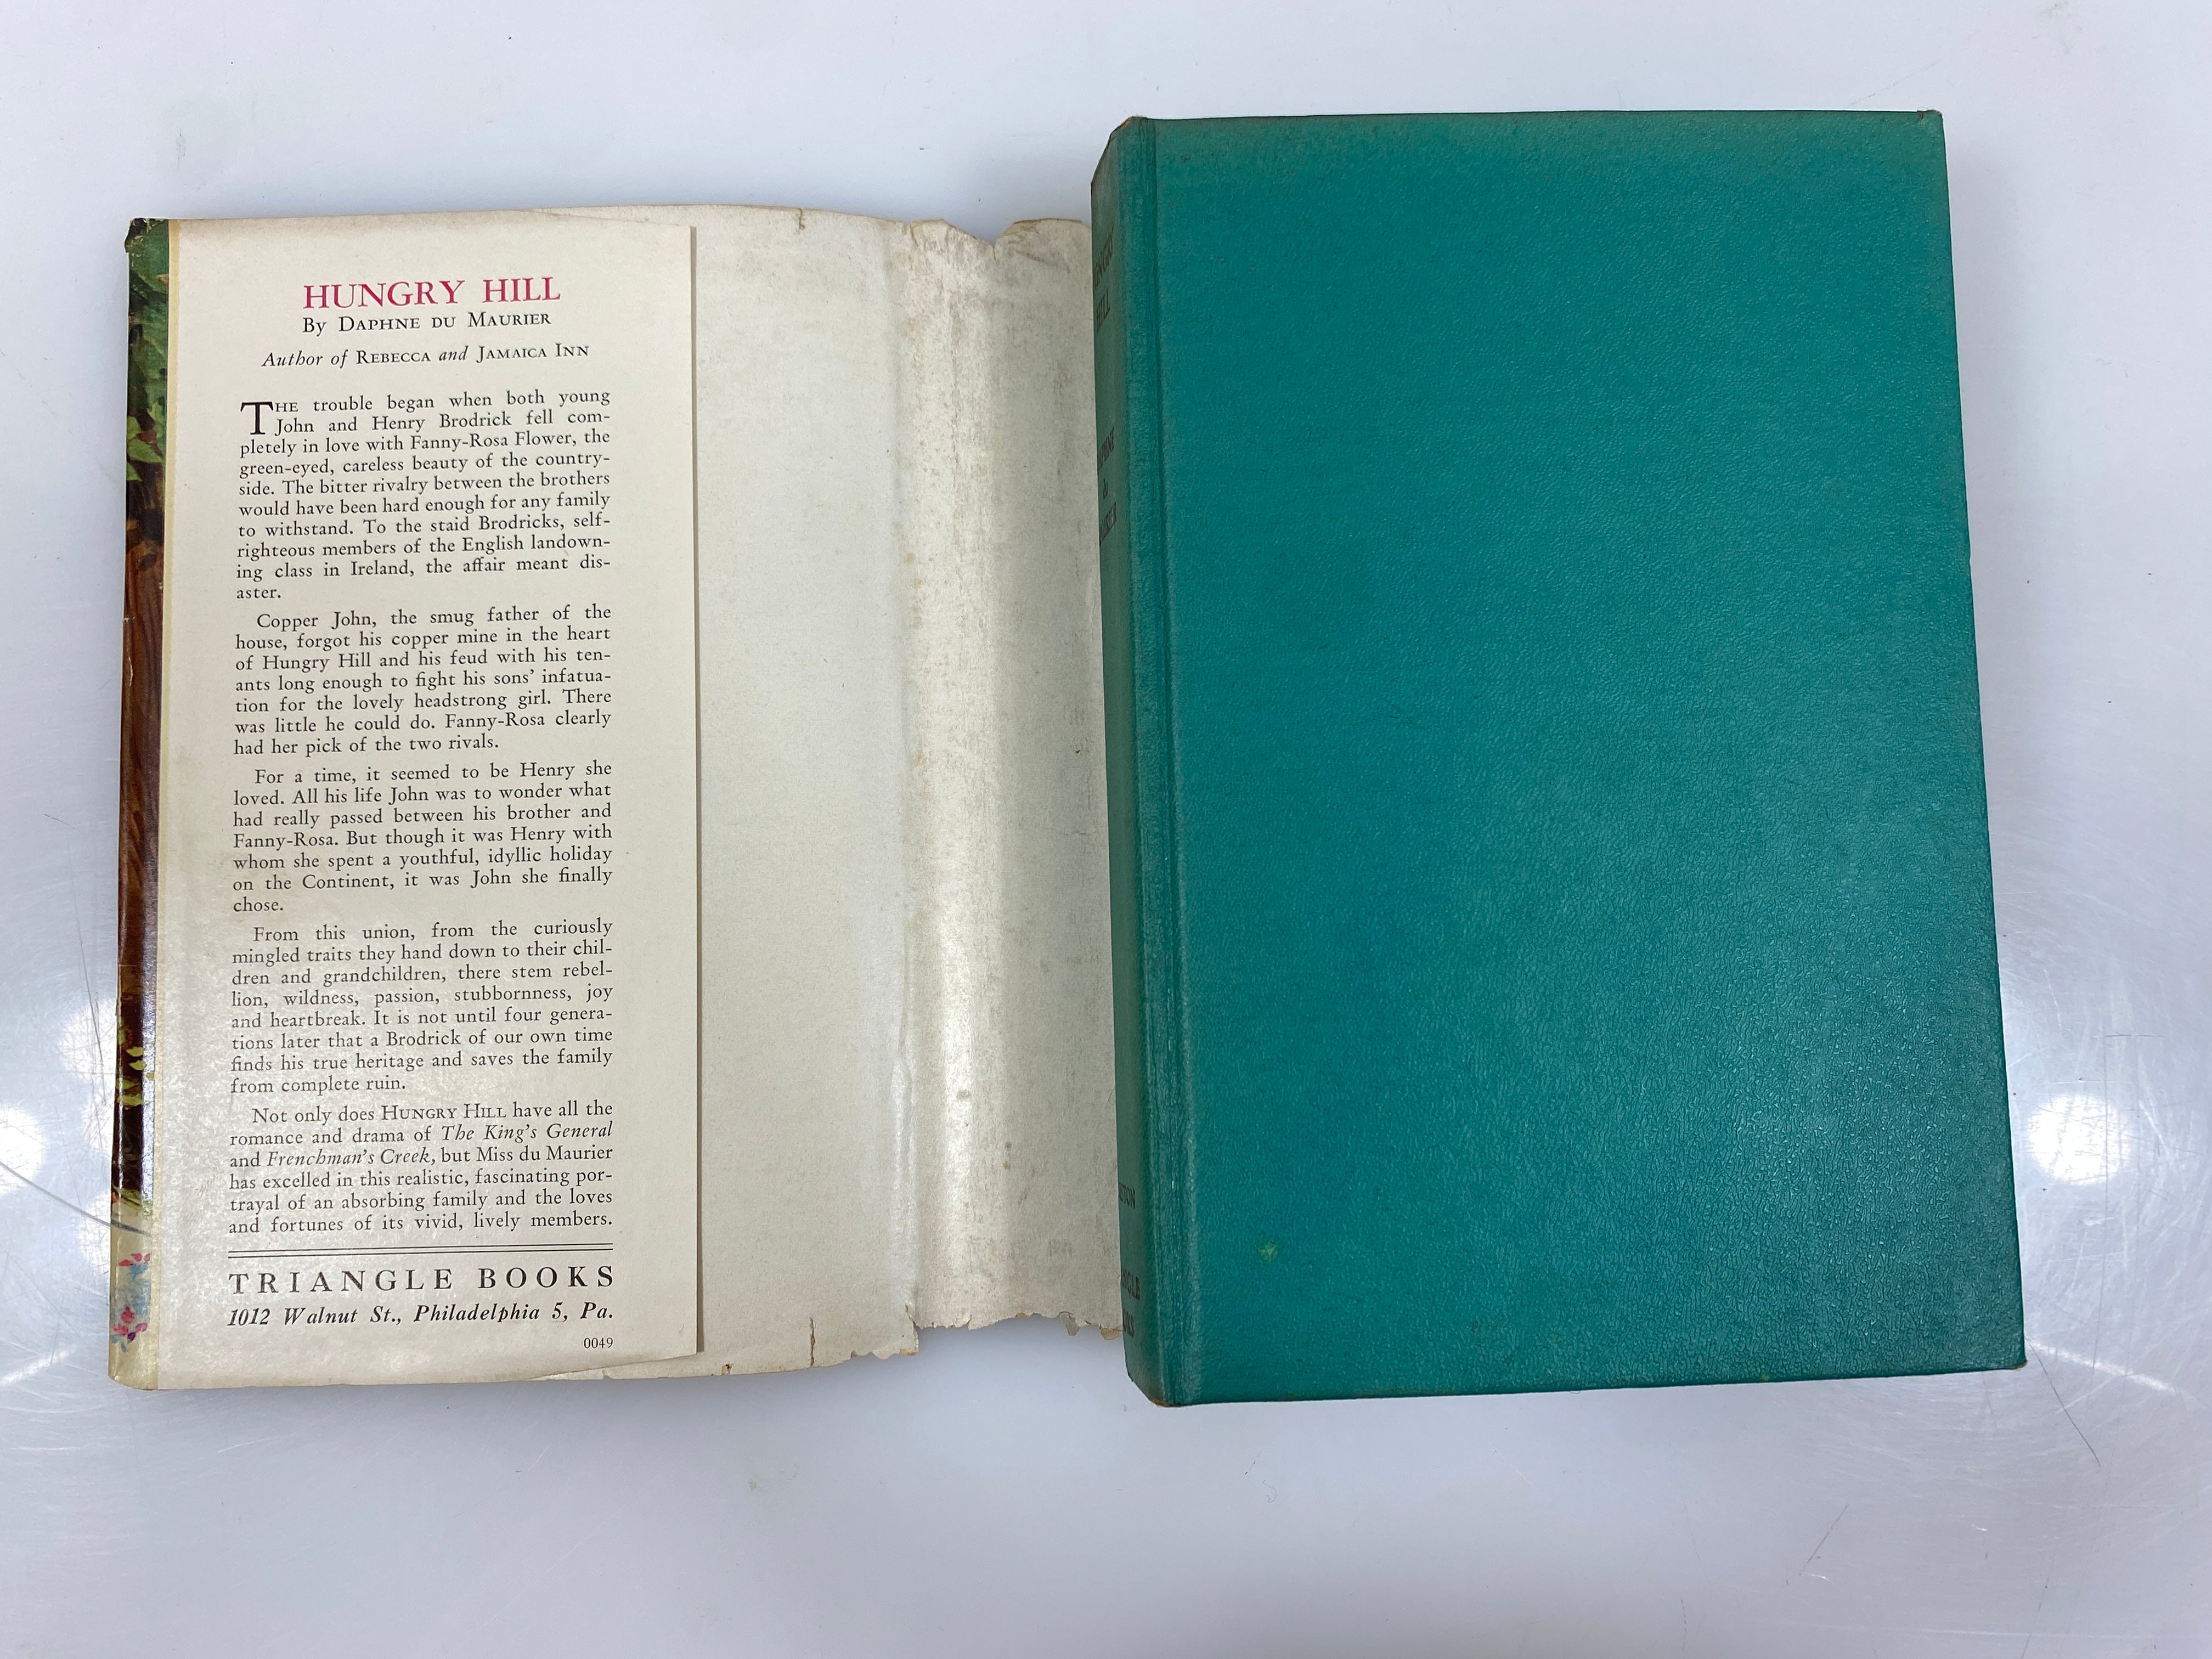 HUNGRY HILL
By DAPHNE DU MAURIER
Author of REBECCA and JAMAICA INN
THE trouble began when both young
John and Henry Brodrick fell com-
pletely in love with Fanny-Rosa Flower, the
green-eyed, careless beauty of the country-
side. The bitter rivalry between the brothers
would have been hard enough for any family
to withstand. To the staid Brodricks, self-
righteous members of the English landown-
ing class in Ireland, the affair meant dis-
aster.
Copper John, the smug father of the
house, forgot his copper mine in the heart
of Hungry Hill and his feud with his ten-
ants long enough to fight his sons' infatua-
tion for the lovely headstrong girl. There
was little he could do. Fanny-Rosa clearly
had her pick of the two rivals.
For a time, it seemed to be Henry she
loved. All his life John was to wonder what
had really passed between his brother and
Fanny-Rosa. But though it was Henry with
whom she spent a youthful, idyllic holiday
on the Continent, it was John she finally
chose.
From this union, from the curiously
mingled traits they hand down to their chil-
dren and grandchildren, there stem rebel-
lion, wildness, passion, stubbornness, joy
and heartbreak. It is not until four genera-
tions later that a Brodrick of our own time
finds his true heritage and saves the family
from complete ruin.
Not only does HUNGRY HILL have all the
romance and drama of The King's General
and Frenchman's Creek, but Miss du Maurier
has excelled in this realistic, fascinating por-
trayal of an absorbing family and the loves
and fortunes of its vivid, lively members.
TRIANGLE BOOKS
1012 Walnut St., Philadelphia 5, Pa.
0049
HILL